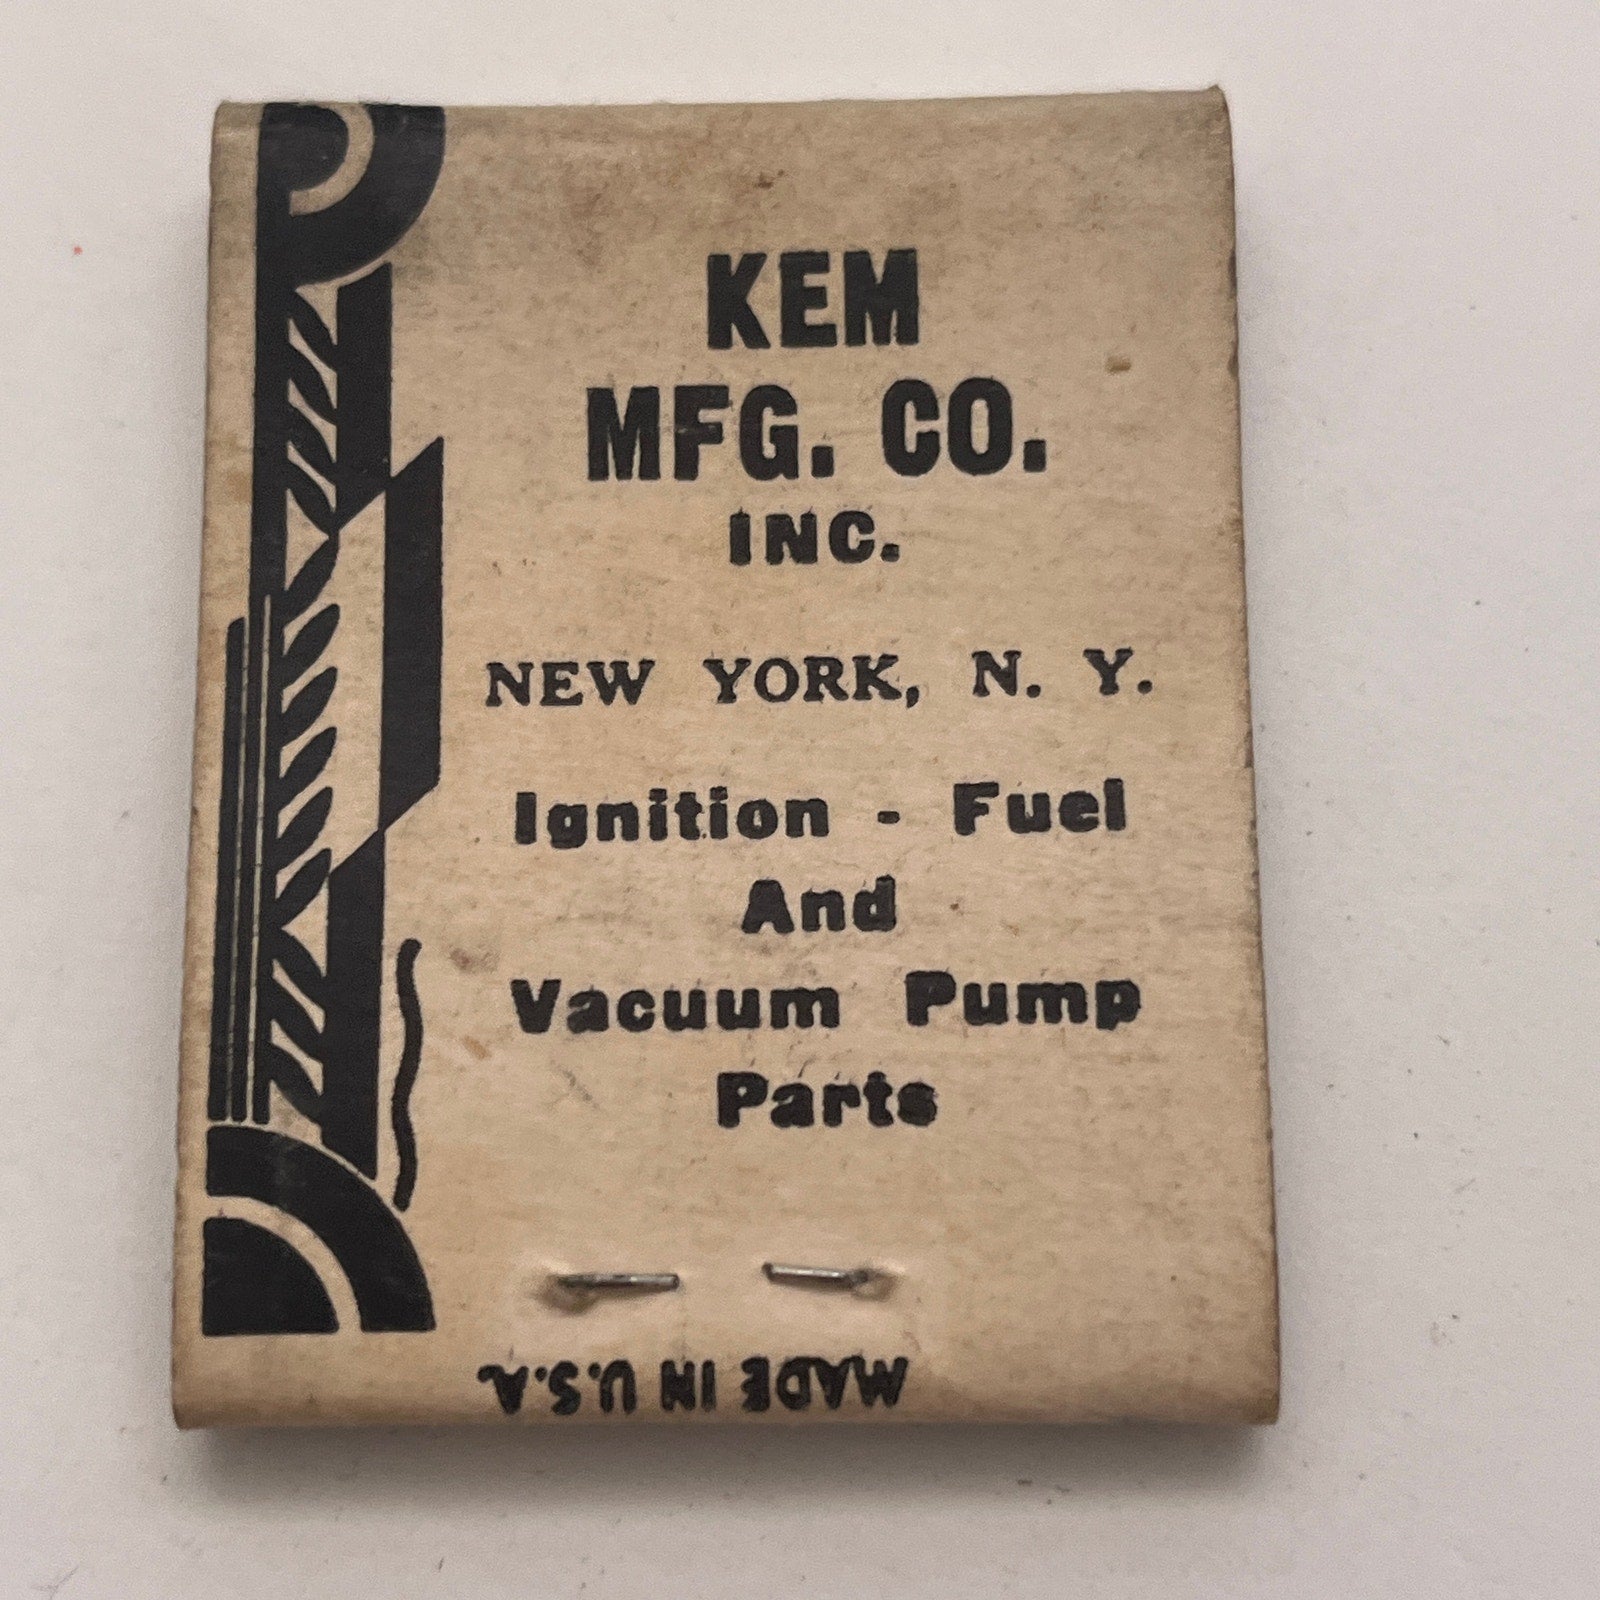 KEM
MFG. CO.
INC.
NEW YORK, N. Y.
Ignition - Fuel
And
Vacuum Pump
Parts
MADE IN U.S.A.